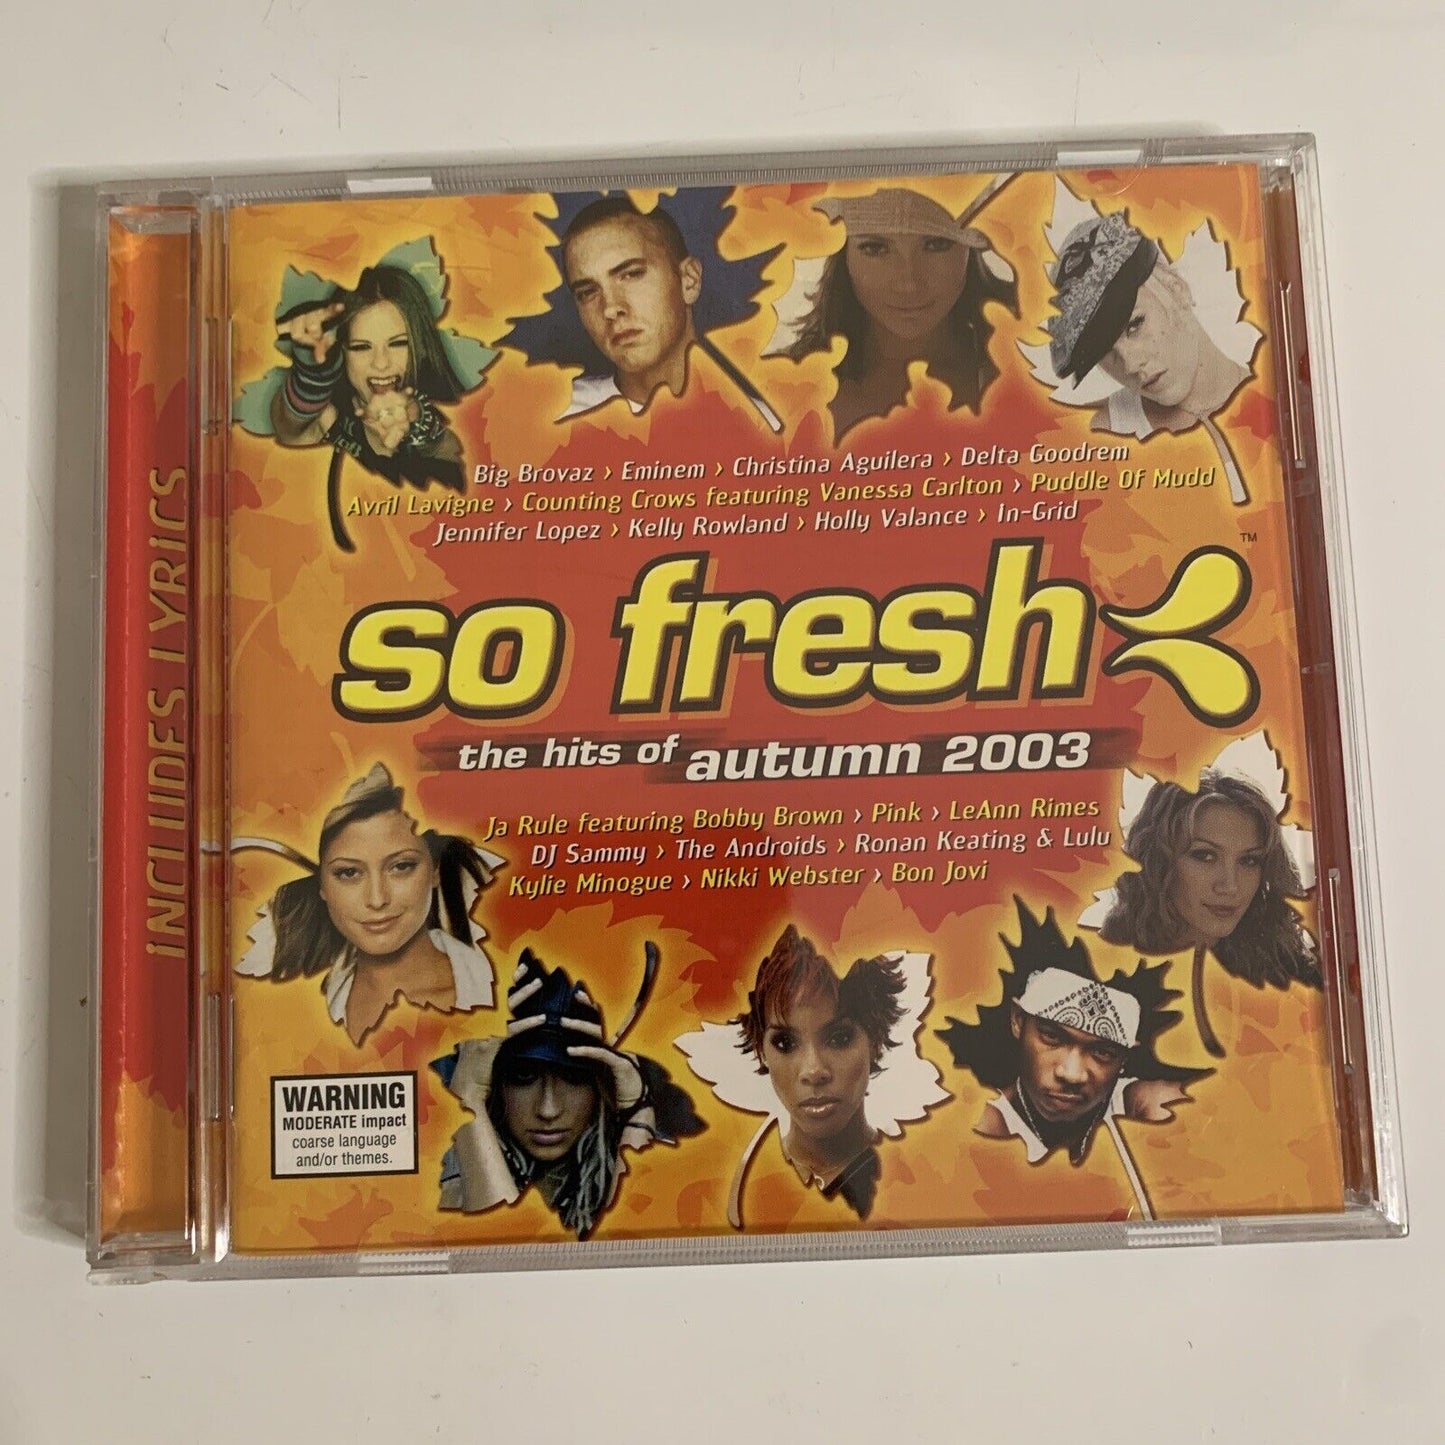 Big Brovaz › Eminem › Christina Aguilera › Delta Goodrem
Avril Lavigne › Counting Crows featuring Vanessa Carlton › Puddle Of Mudd
Jennifer Lopez › Kelly Rowland › Holly Valance › In-Grid
so fresh
TM
the hits of autumn 2003
Ja Rule featuring Bobby Brown › Pink › LeAnn Rimes
DJ Sammy › The Androids › Ronan Keating & Lulu
Kylie Minogue › Nikki Webster › Bon Jovi
INCLUDES LYRICS
WARNING
MODERATE impact
coarse language
and/or themes.